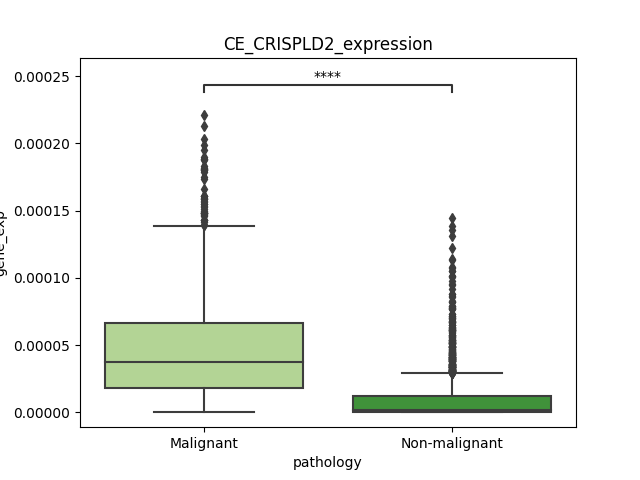 CE_CRISPLD2_expression
****
0.00025
0.00020
0.00015
0.00010
0.00005
0.00000
gene_exp
Malignant
Non-malignant
pathology